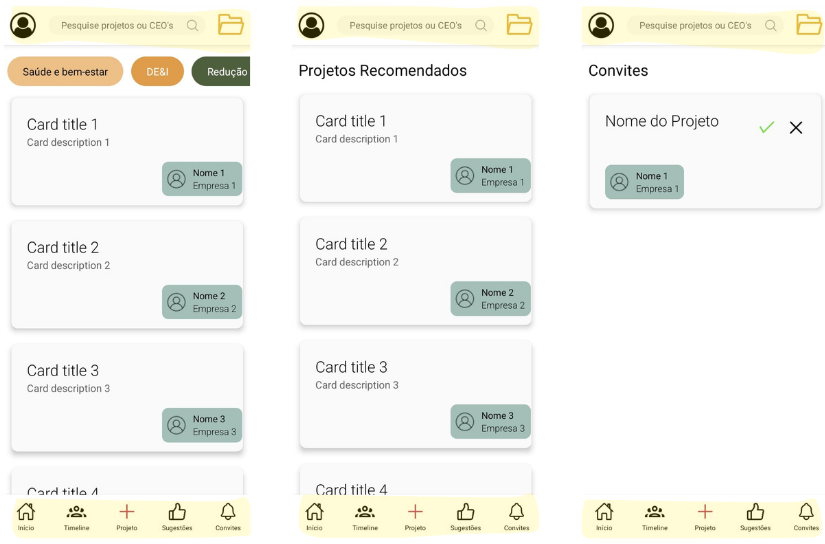 Pesquise projetos ou CEO's
Saúde e bem-estar
DE&I
Redução
Card title 1
Card description 1
Nome 1
Empresa 1
Card title 2
Card description 2
Nome 2
Empresa 2
Card title 3
Card description 3
Nome 3
Empresa 3
Card title 4
Início
Timeline
Projeto
Sugestões
Convites
Pesquise projetos ou CEO's
Projetos Recomendados
Card title 1
Card description 1
Nome 1
Empresa 1
Card title 2
Card description 2
Nome 2
Empresa 2
Card title 3
Card description 3
Nome 3
Empresa 3
Card title 4
Início
Timeline
Projeto
Sugestões
Convites
Pesquise projetos ou CEO's
Convites
Nome do Projeto
Nome 1
Empresa 1
Início
Timeline
Projeto
Sugestões
Convites